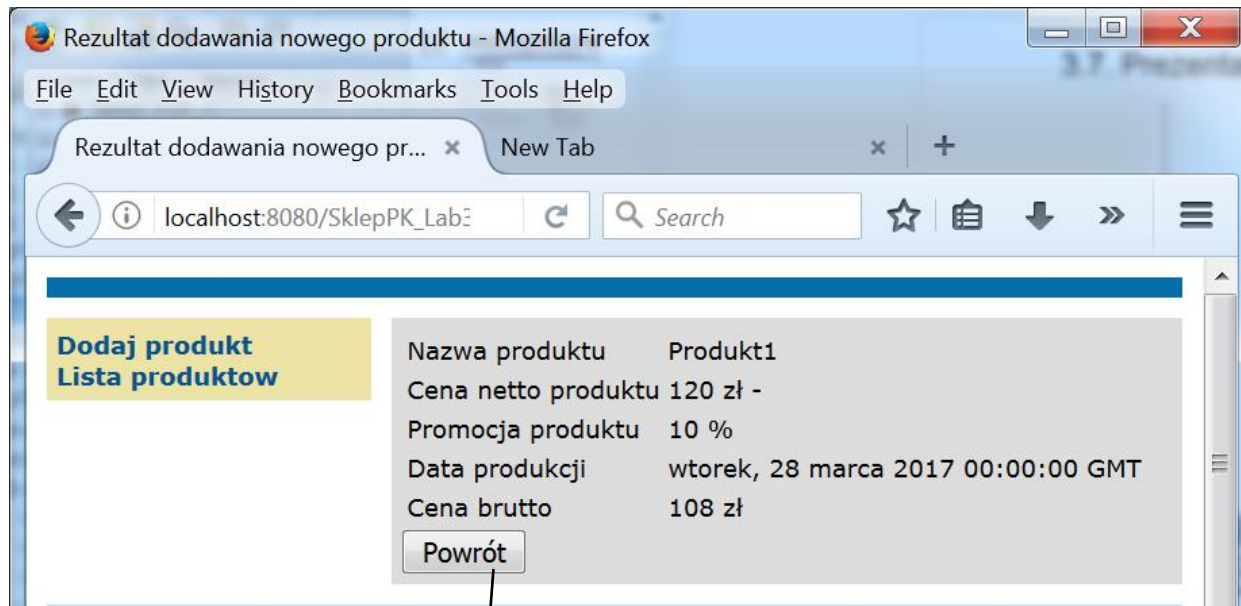 Rezultat dodawania nowego produktu - Mozilla Firefox
File Edit View History Bookmarks Tools Help
Rezultat dodawania nowego pr... × New Tab × +
localhost:8080/SklepPK_Lab3 Search
Dodaj produkt
Lista produktow
Nazwa produktu Produkt1
Cena netto produktu 120 zł -
Promocja produktu 10 %
Data produkcji wtorek, 28 marca 2017 00:00:00 GMT
Cena brutto 108 zł
Powrót